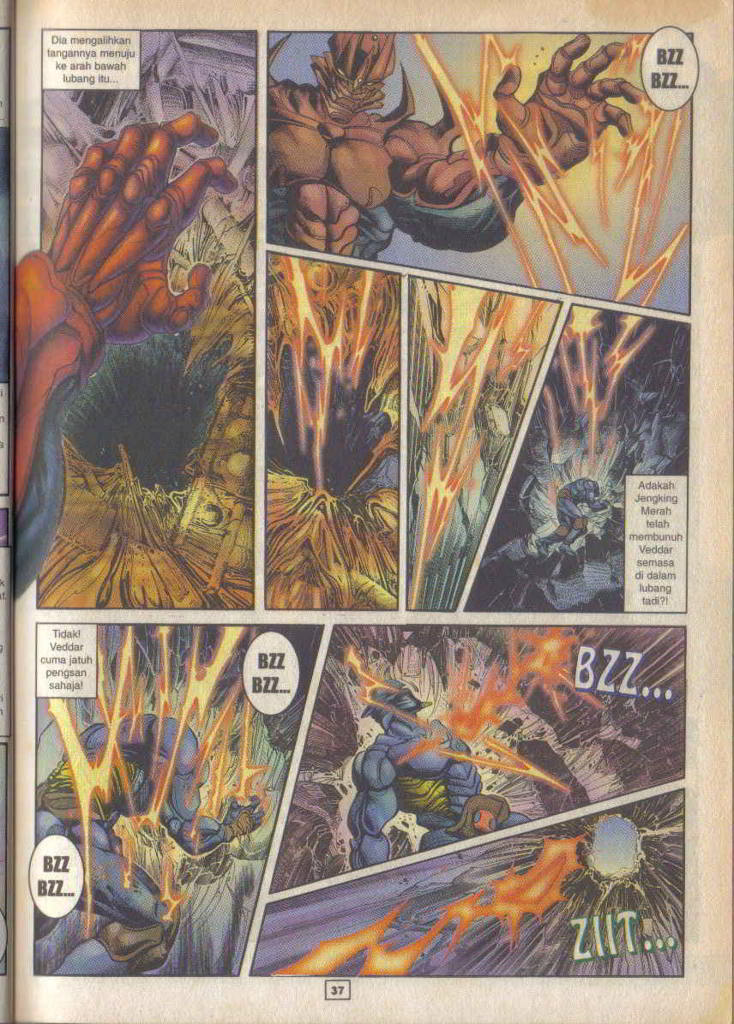 Dia mengalihkan
tangannya menuju
ke arah bawah
lubang itu...
BZZ
BZZ...
Adakah
Jengking
Merah
telah
membunuh
Veddar
semasa
di dalam
lubang
tadi?!
Tidak!
Veddar
cuma jatuh
pengsan
sahaja!
BZZ
BZZ...
BZZ...
BZZ
BZZ...
ZIIT...
37